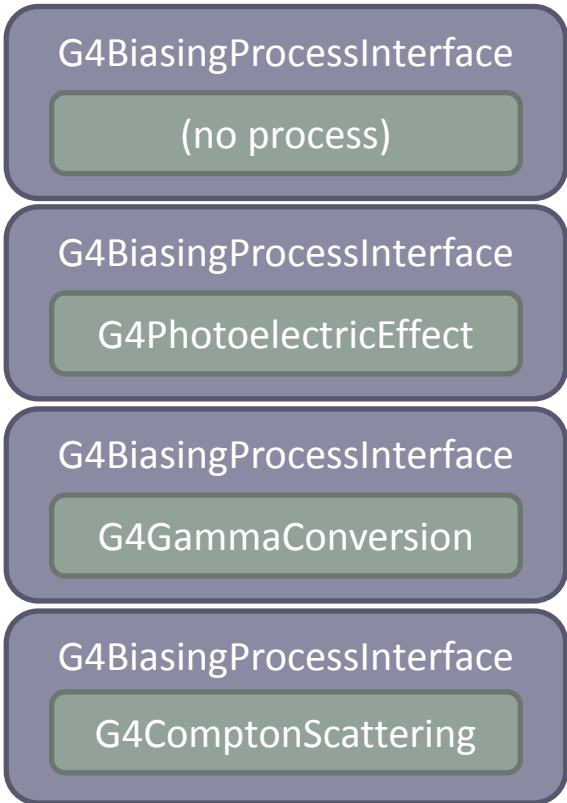 G4BiasingProcessInterface
(no process)
G4BiasingProcessInterface
G4PhotoelectricEffect
G4BiasingProcessInterface
G4GammaConversion
G4BiasingProcessInterface
G4ComptonScattering